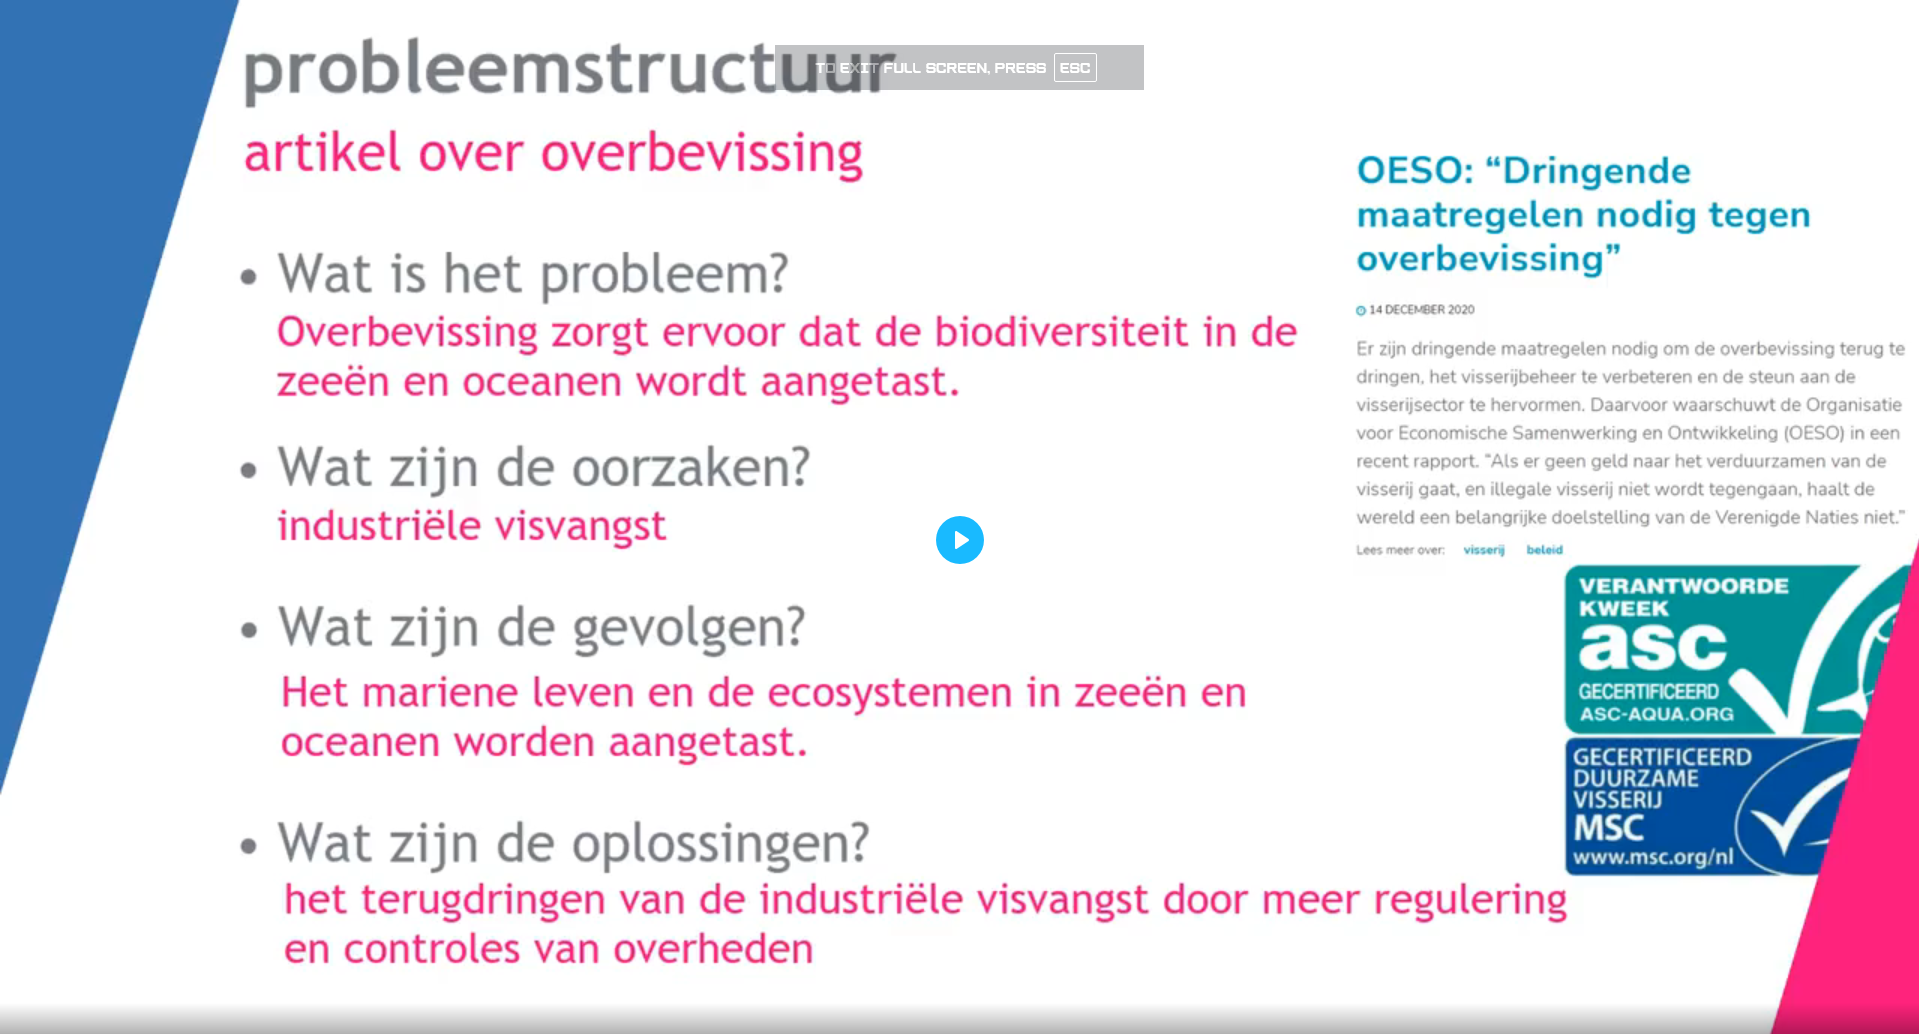 probleemstructuur
TO EXIT FULL SCREEN, PRESS ESC
artikel over overbevissing
• Wat is het probleem?
Overbevissing zorgt ervoor dat de biodiversiteit in de
zeeën en oceanen wordt aangetast.
• Wat zijn de oorzaken?
industriële visvangst
• Wat zijn de gevolgen?
Het mariene leven en de ecosystemen in zeeën en
oceanen worden aangetast.
• Wat zijn de oplossingen?
het terugdringen van de industriële visvangst door meer regulering
en controles van overheden
OESO: “Dringende
maatregelen nodig tegen
overbevissing”
14 DECEMBER 2020
Er zijn dringende maatregelen nodig om de overbevissing terug te
dringen, het visserijbeheer te verbeteren en de steun aan de
visserijsector te hervormen. Daarvoor waarschuwt de Organisatie
voor Economische Samenwerking en Ontwikkeling (OESO) in een
recent rapport. “Als er geen geld naar het verduurzamen van de
visserij gaat, en illegale visserij niet wordt tegengaan, haalt de
wereld een belangrijke doelstelling van de Verenigde Naties niet.”
Lees meer over: visserij beleid
VERANTWOORDE
KWEEK
asc
GECERTIFICEERD
ASC-AQUA.ORG
GECERTIFICEERD
DUURZAME
VISSERIJ
MSC
www.msc.org/nl